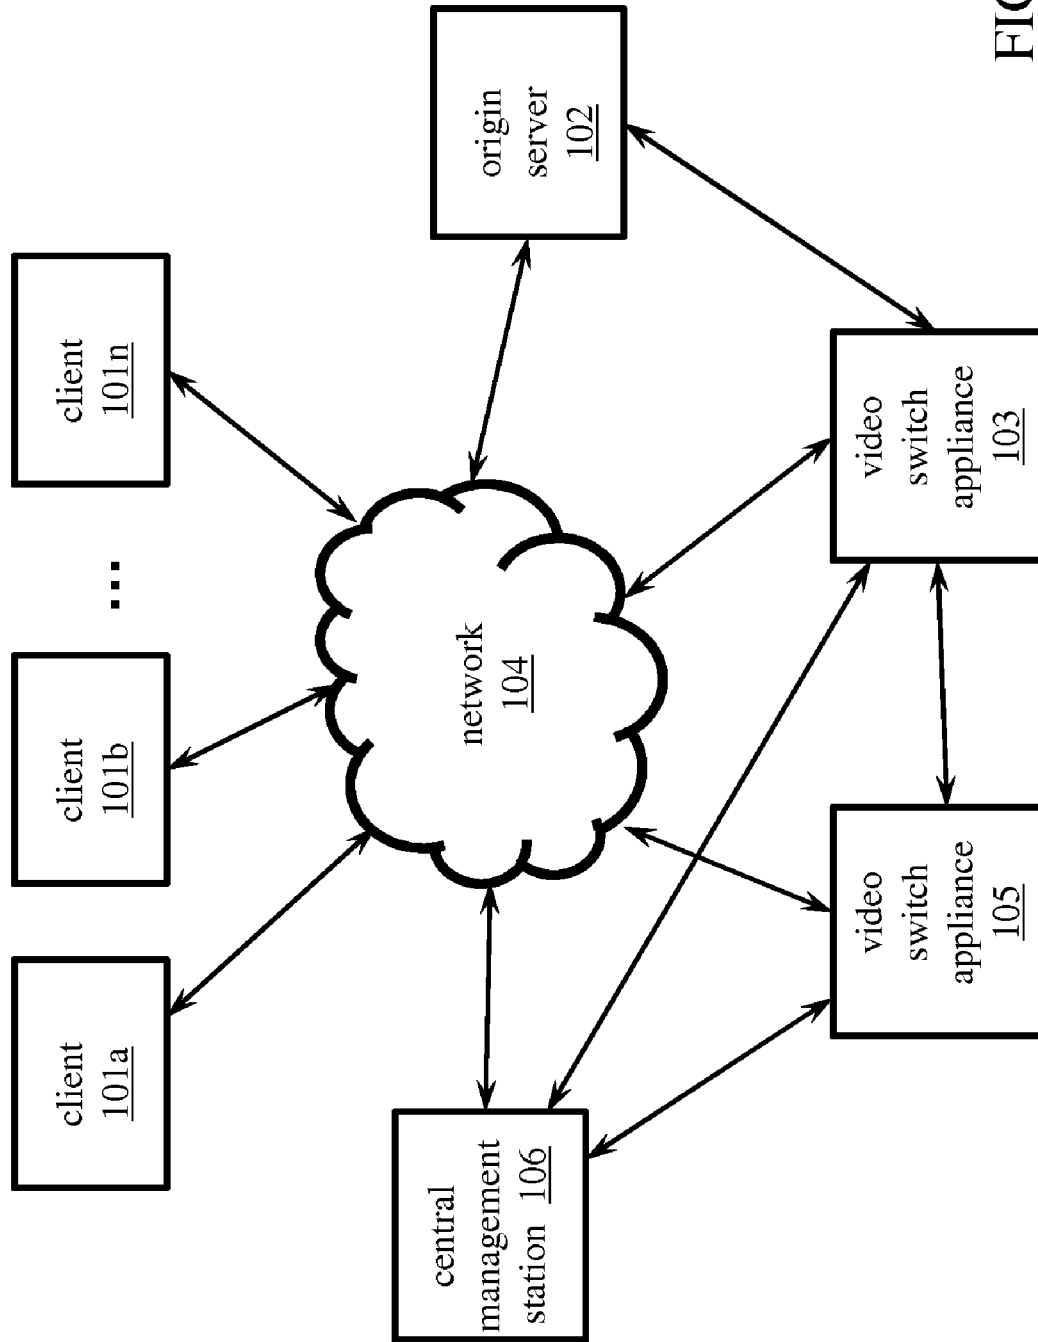 client
101a
client
101b
...
client
101n
central
management
station 106
network
104
origin
server
102
video
switch
appliance
105
video
switch
appliance
103
FIG